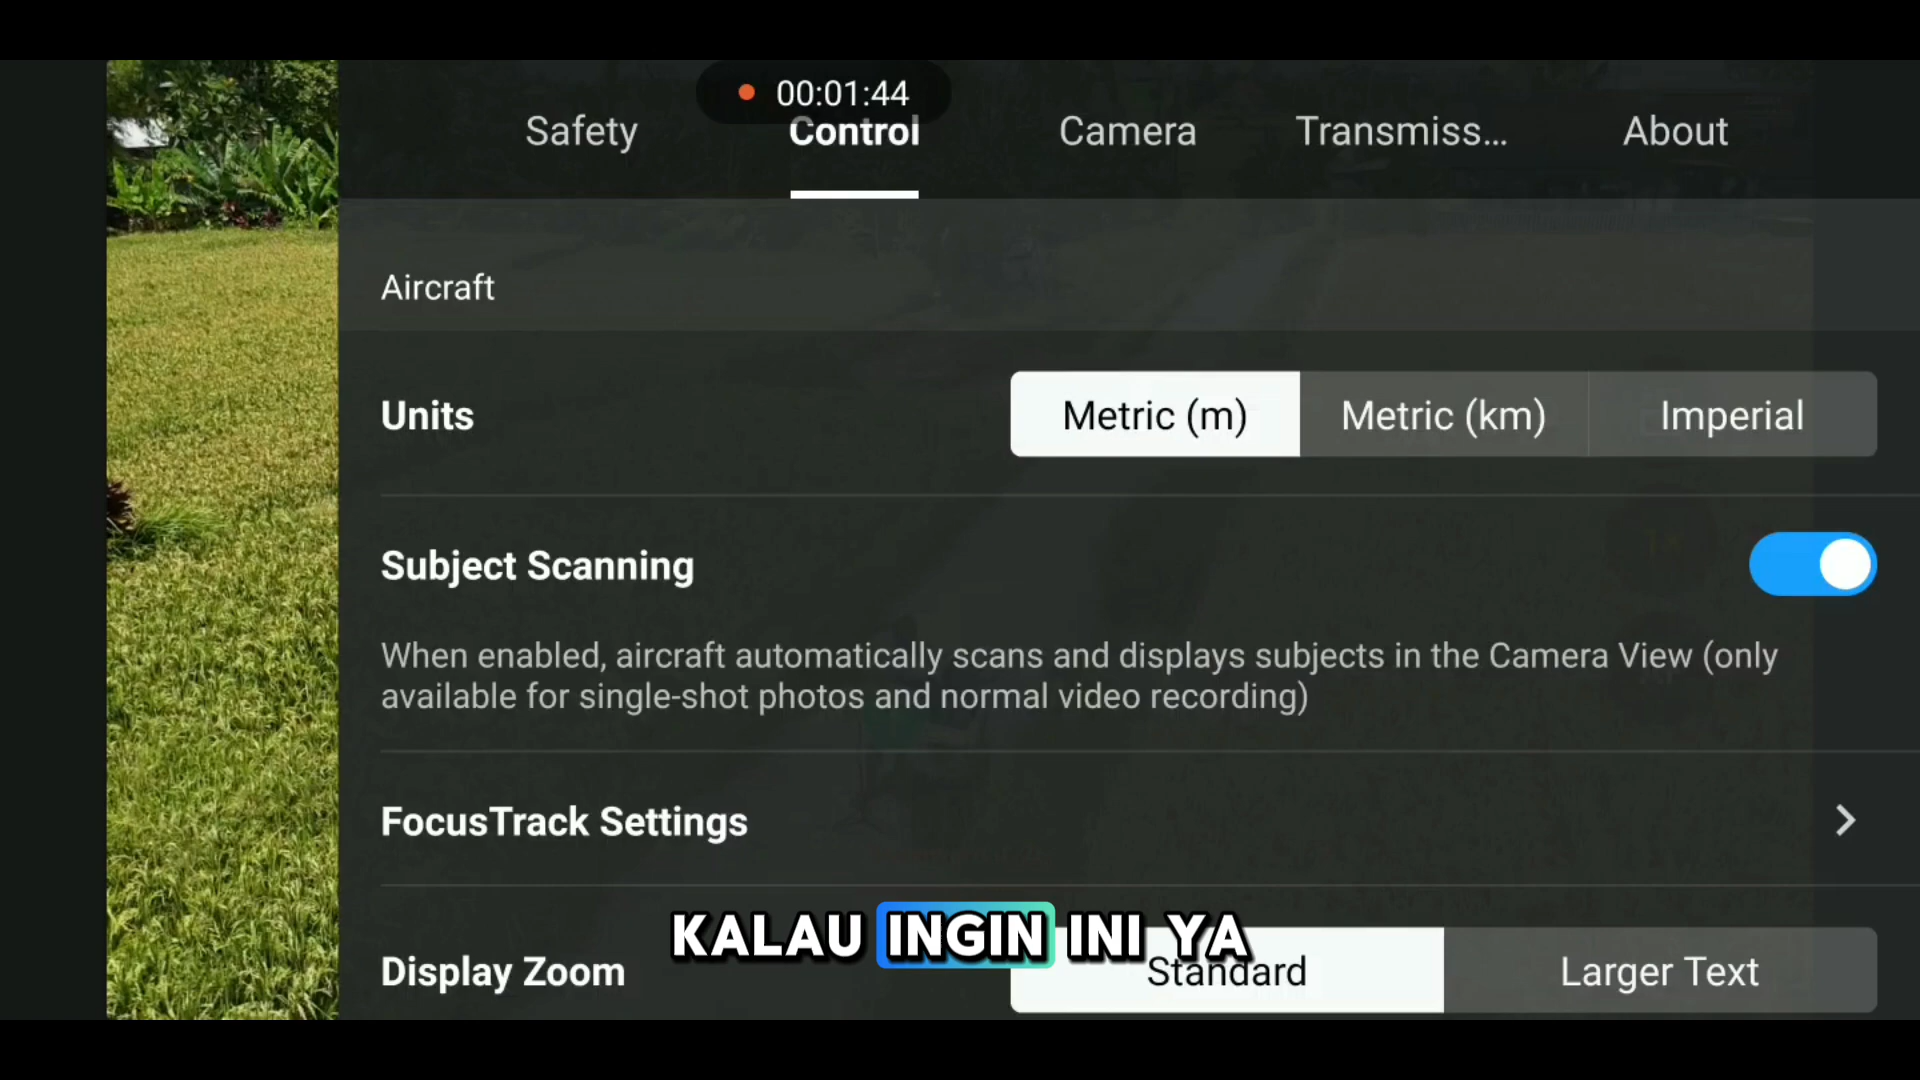 00:01:44
Safety Control Camera Transmiss... About
Aircraft
Units Metric (m) Metric (km) Imperial
Subject Scanning
When enabled, aircraft automatically scans and displays subjects in the Camera View (only
available for single-shot photos and normal video recording)
FocusTrack Settings
KALAU INGIN INI YA
Display Zoom Standard Larger Text